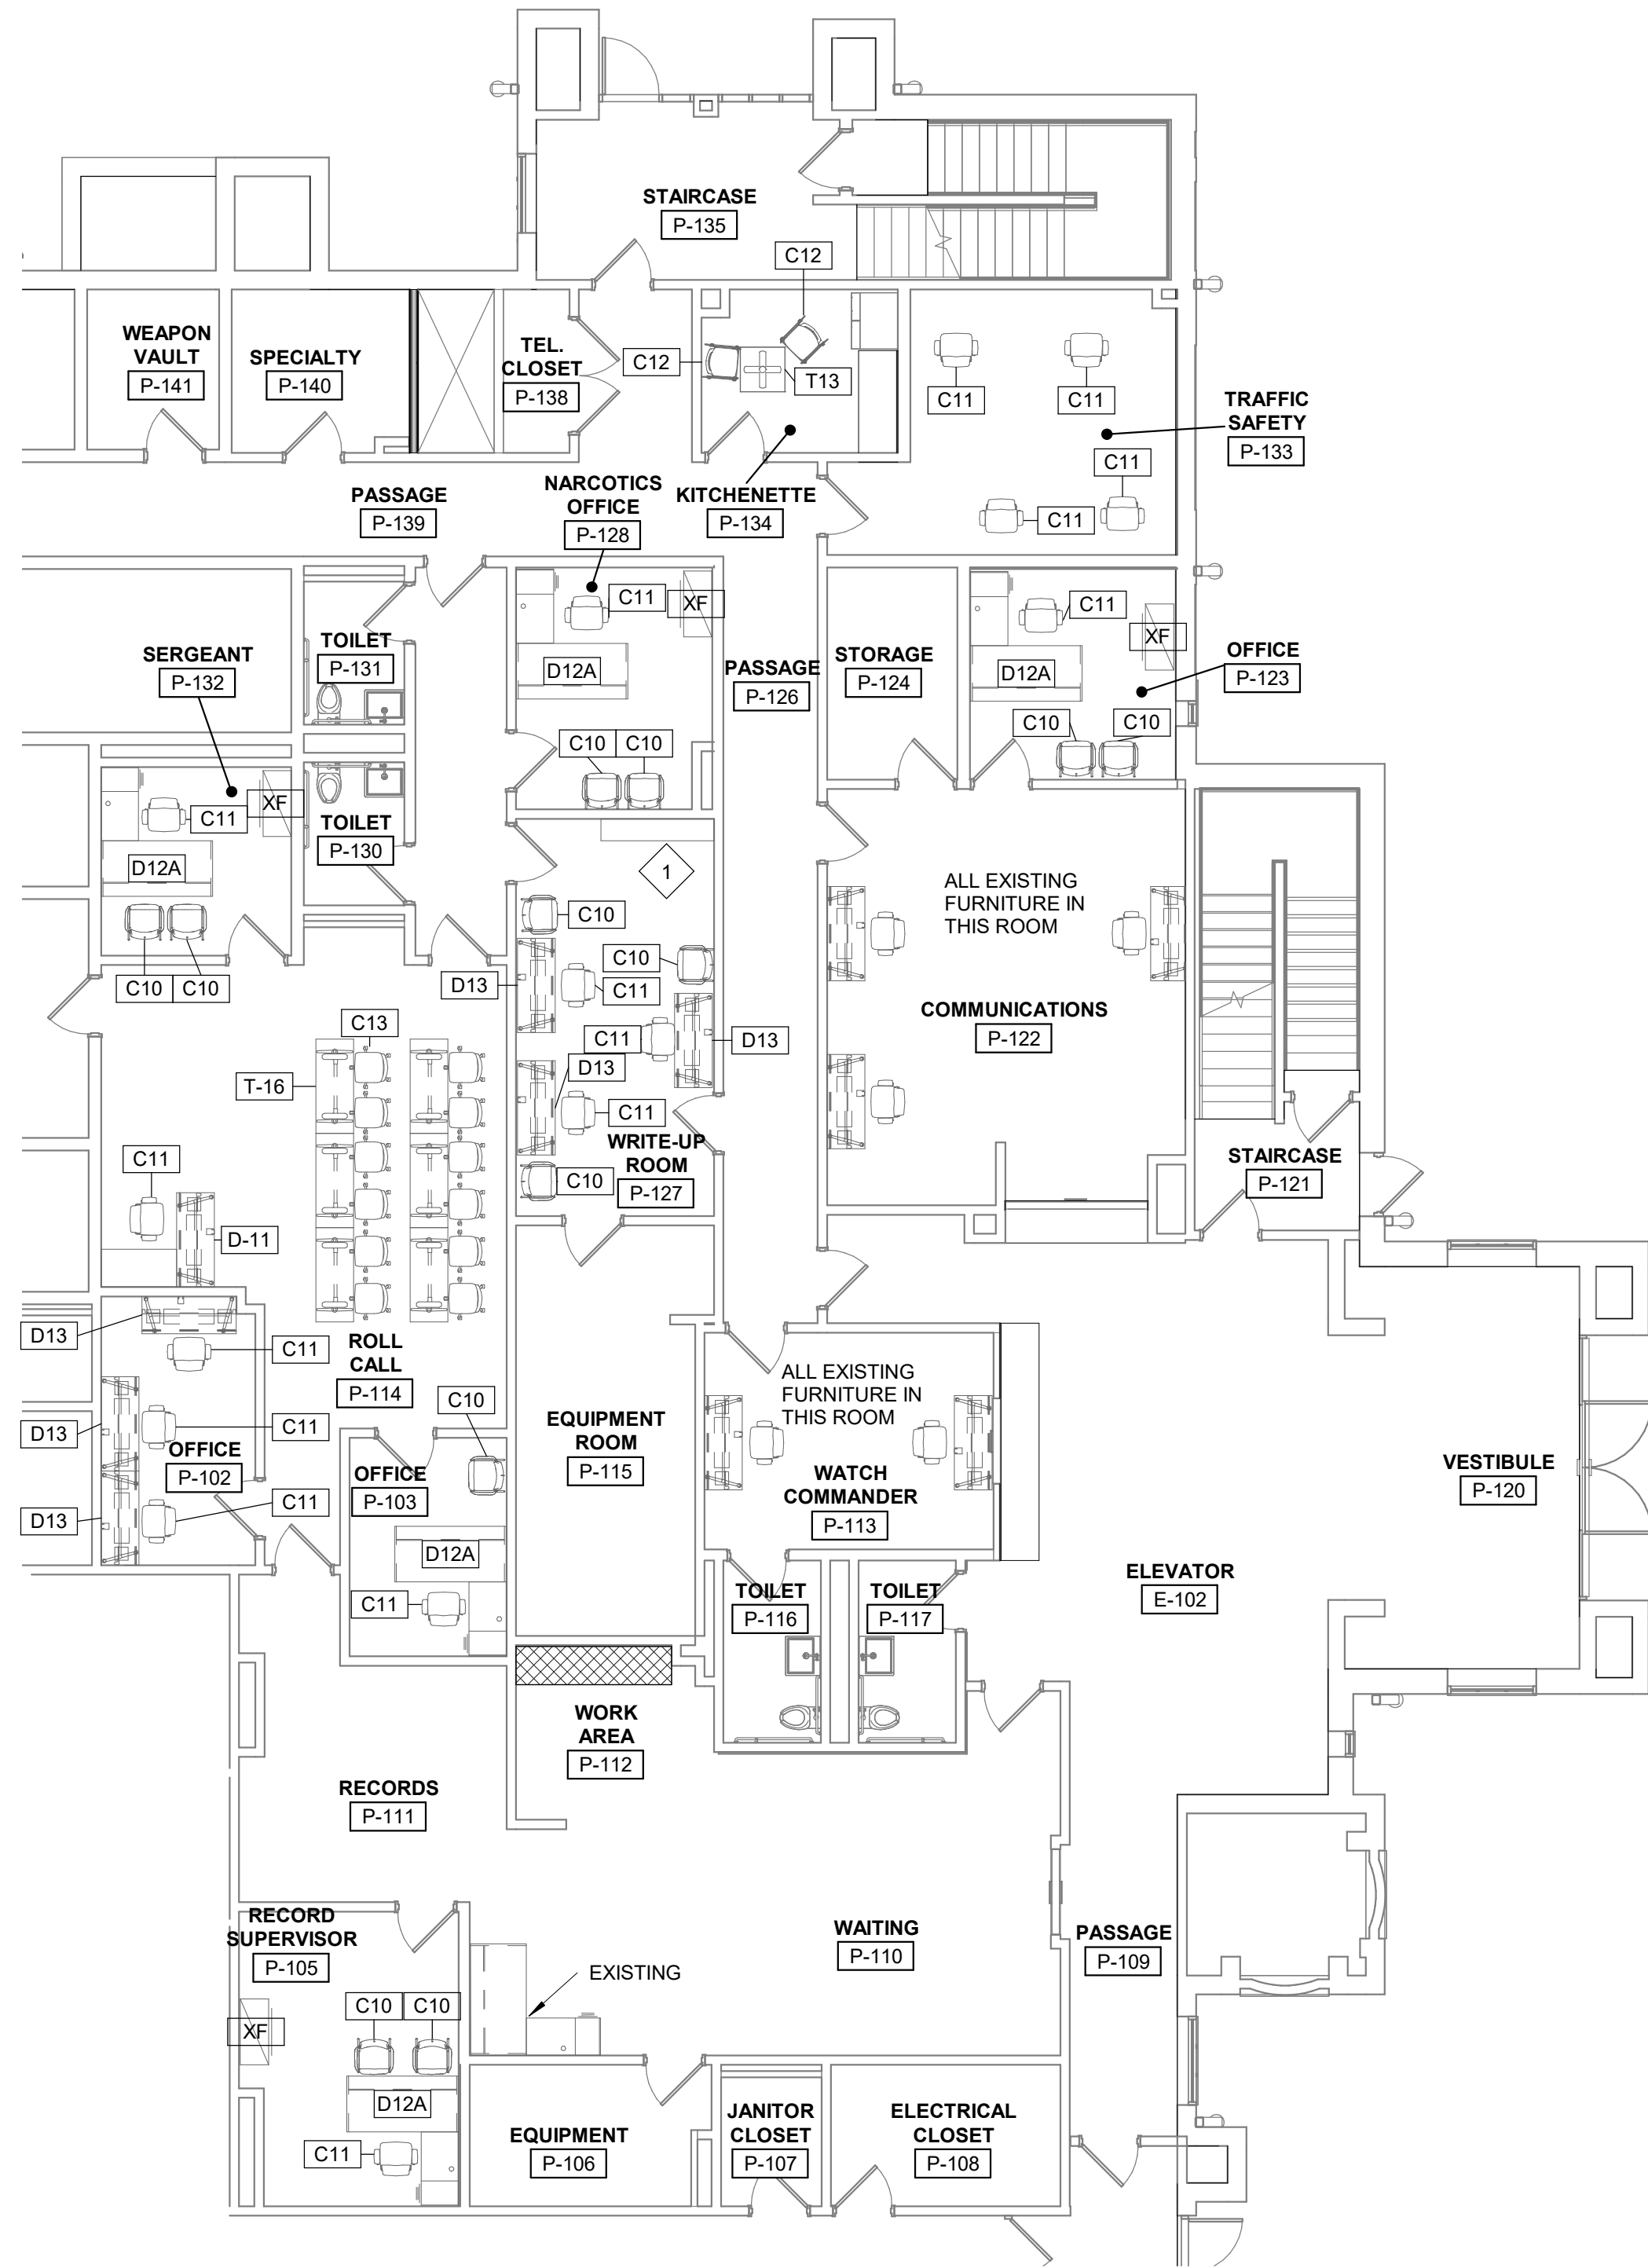 STAIRCASE
P-135
C12
WEAPON
VAULT
P-141
SPECIALTY
P-140
TEL.
CLOSET
P-138
C12
T13
C11
C11
TRAFFIC
SAFETY
P-133
C11
C11
PASSAGE
P-139
NARCOTICS
OFFICE
P-128
KITCHENETTE
P-134
C11
XF
D12A
C10
C10
SERGEANT
P-132
TOILET
P-131
PASSAGE
P-126
STORAGE
P-124
C11
XF
D12A
C10
C10
OFFICE
P-123
XF
C11
D12A
C10
C10
TOILET
P-130
1
C10
C10
D13
C11
C11
D13
D13
C11
WRITE-UP
ROOM
P-127
C10
ALL EXISTING
FURNITURE IN
THIS ROOM
COMMUNICATIONS
P-122
C13
T-16
C11
D-11
STAIRCASE
P-121
D13
C11
ROLL
CALL
P-114
D13
C11
OFFICE
P-102
D13
C11
C10
OFFICE
P-103
D12A
C11
EQUIPMENT
ROOM
P-115
ALL EXISTING
FURNITURE IN
THIS ROOM
WATCH
COMMANDER
P-113
VESTIBULE
P-120
ELEVATOR
E-102
TOILET
P-116
TOILET
P-117
WORK
AREA
P-112
RECORDS
P-111
RECORD
SUPERVISOR
P-105
WAITING
P-110
PASSAGE
P-109
EXISTING
C10
C10
XF
D12A
C11
EQUIPMENT
P-106
JANITOR
CLOSET
P-107
ELECTRICAL
CLOSET
P-108